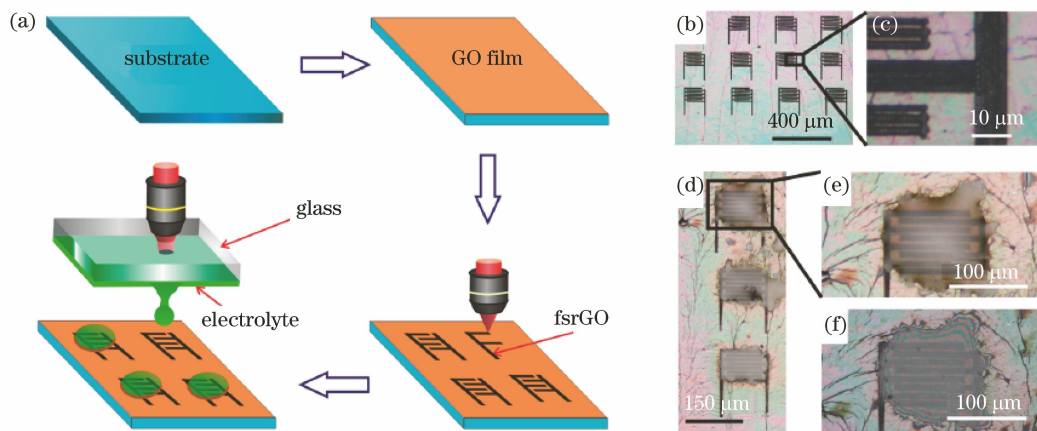 (a)
substrate
GO film
glass
electrolyte
fsrGO
(b)
400 μm
(c)
10 μm
(d)
150 μm
(e)
100 μm
(f)
100 μm